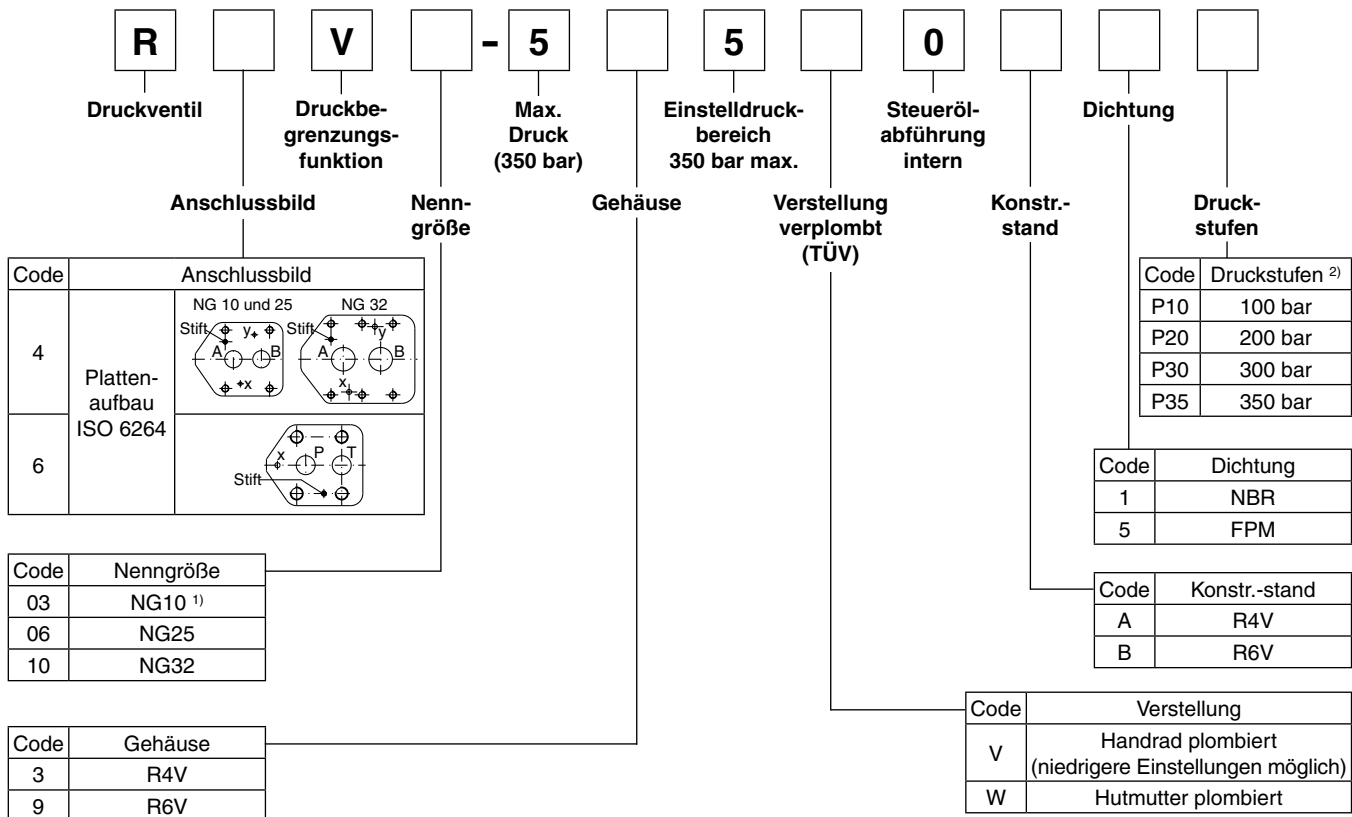 R V - 5 5 0
Druckventil
Druckbe-
grenzungs-
funktion
Max.
Druck
(350 bar)
Einstelldruck-
bereich
350 bar max.
Steueröl-
abführung
intern
Dichtung
Anschlussbild
Nenn-
größe
Gehäuse
Verstellung
verplombt
(TÜV)
Konstr.-
stand
Druck-
stufen
Code Anschlussbild
4
Platten-
aufbau
ISO 6264
NG 10 und 25 NG 32
Stift y Stift y
A B A B
x x
6
x P T
Stift
Code Druckstufen 2)
P10 100 bar
P20 200 bar
P30 300 bar
P35 350 bar
Code Dichtung
1 NBR
5 FPM
Code Nenngröße
03 NG10 1)
06 NG25
10 NG32
Code Konstr.-stand
A R4V
B R6V
Code Gehäuse
3 R4V
9 R6V
Code Verstellung
V Handrad plombiert
(niedrigere Einstellungen möglich)
W Hutmutter plombiert